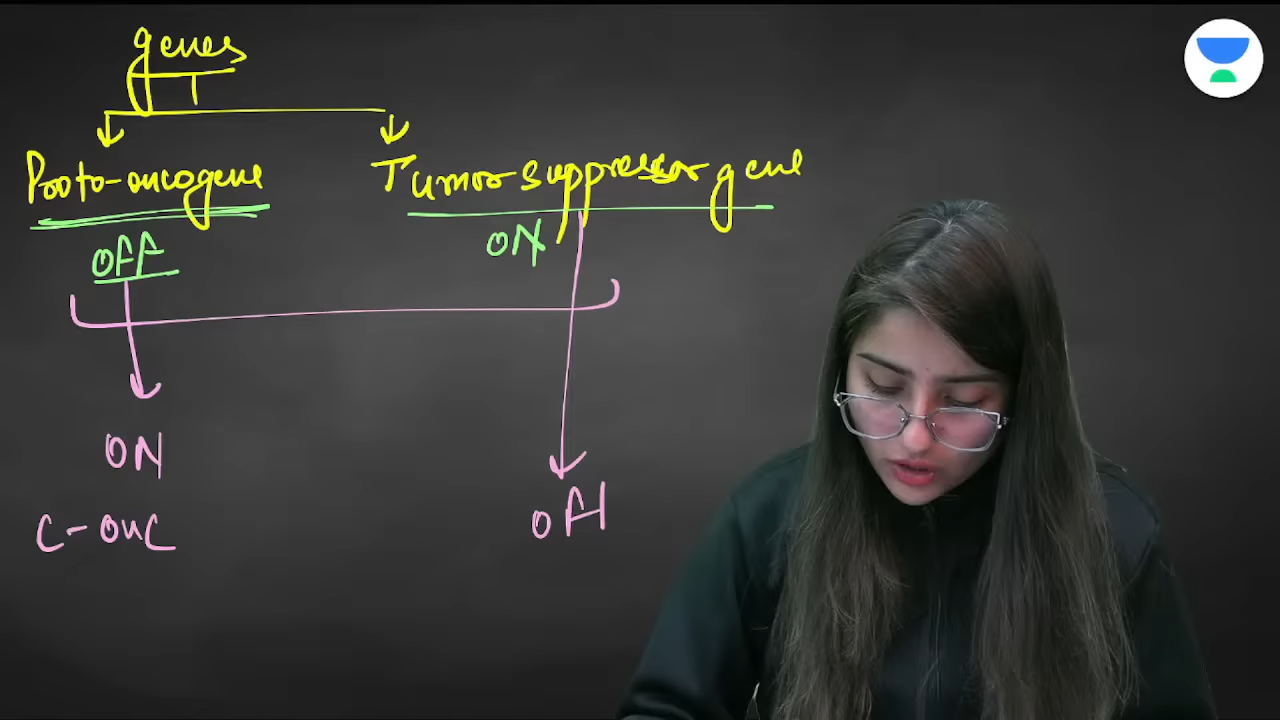 genes
Proto-oncogene Tumor-suppressor gene
OFF ON
ON
OFF
C-onc